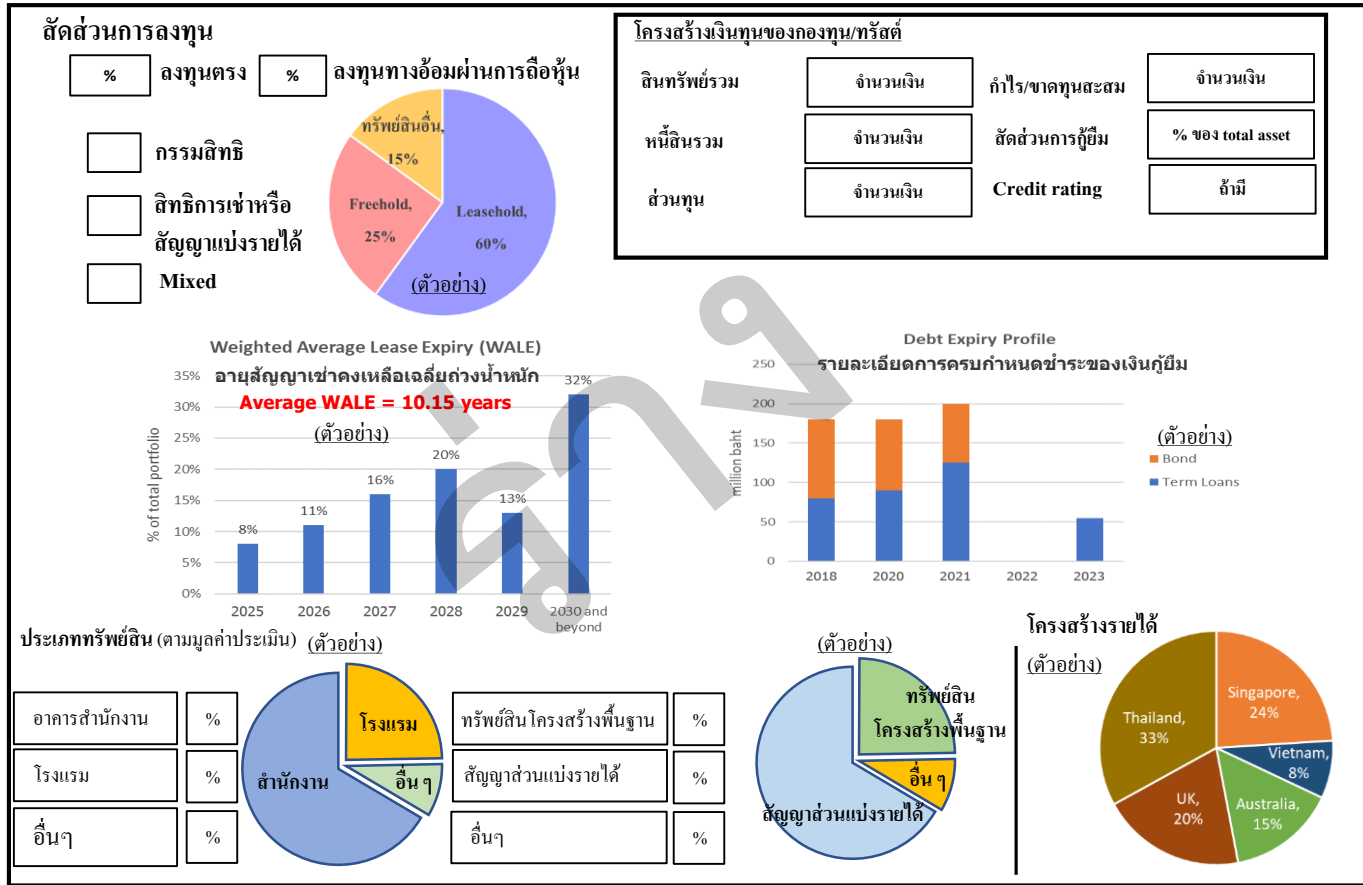 สัดส่วนการลงทุน
% ลงทุนตรง % ลงทุนทางอ้อมผ่านการถือหุ้น
กรรมสิทธิ
สิทธิการเช่าหรือ
สัญญาแบ่งรายได้
Mixed
ทรัพย์สินอื่น,
15%
Freehold,
25%
Leasehold,
60%
(ตัวอย่าง)
โครงสร้างเงินทุนของกองทุน/ทรัสต์
สินทรัพย์รวม จำนวนเงิน กำไร/ขาดทุนสะสม จำนวนเงิน
หนี้สินรวม จำนวนเงิน สัดส่วนการกู้ยืม % ของ total asset
ส่วนทุน จำนวนเงิน Credit rating ถ้ามี
Weighted Average Lease Expiry (WALE)
อายุสัญญาเช่าคงเหลือเฉลี่ยถ่วงน้ำหนัก
Average WALE = 10.15 years
(ตัวอย่าง)
% of total portfolio
35%
30%
25%
20%
15%
10%
5%
0%
8%
11%
16%
20%
13%
32%
2025 2026 2027 2028 2029 2030 and
beyond
Debt Expiry Profile
รายละเอียดการครบกำหนดชำระของเงินกู้ยืม
million baht
250
200
150
100
50
0
2018 2020 2021 2022 2023
(ตัวอย่าง)
Bond
Term Loans
ร่าง
ประเภททรัพย์สิน (ตามมูลค่าประเมิน) (ตัวอย่าง)
อาคารสำนักงาน %
โรงแรม %
อื่นๆ %
โรงแรม
อื่น ๆ
สำนักงาน
ทรัพย์สินโครงสร้างพื้นฐาน %
สัญญาส่วนแบ่งรายได้ %
อื่นๆ %
(ตัวอย่าง)
ทรัพย์สิน
โครงสร้างพื้นฐาน
อื่น ๆ
สัญญาส่วนแบ่งรายได้
โครงสร้างรายได้
(ตัวอย่าง)
Singapore,
24%
Vietnam,
8%
Australia,
15%
UK,
20%
Thailand,
33%